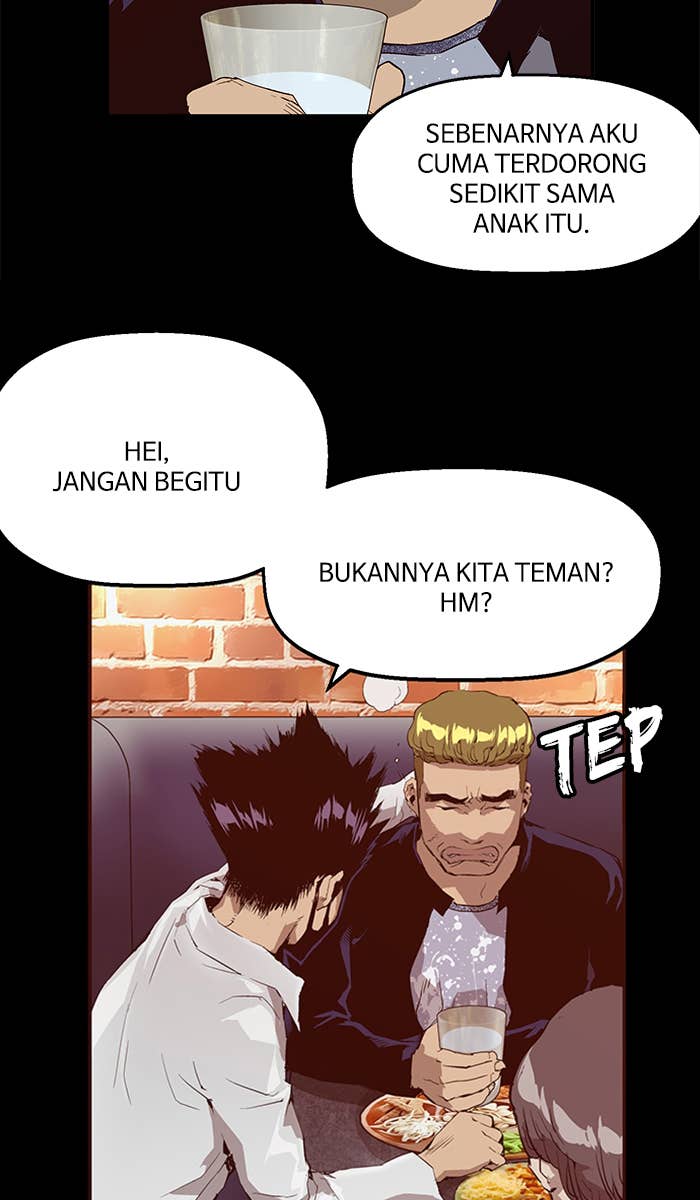 SEBENARNYA AKU
CUMA TERDORONG
SEDIKIT SAMA
ANAK ITU.
HEI,
JANGAN BEGITU
BUKANNYA KITA TEMAN?
HM?
TEP